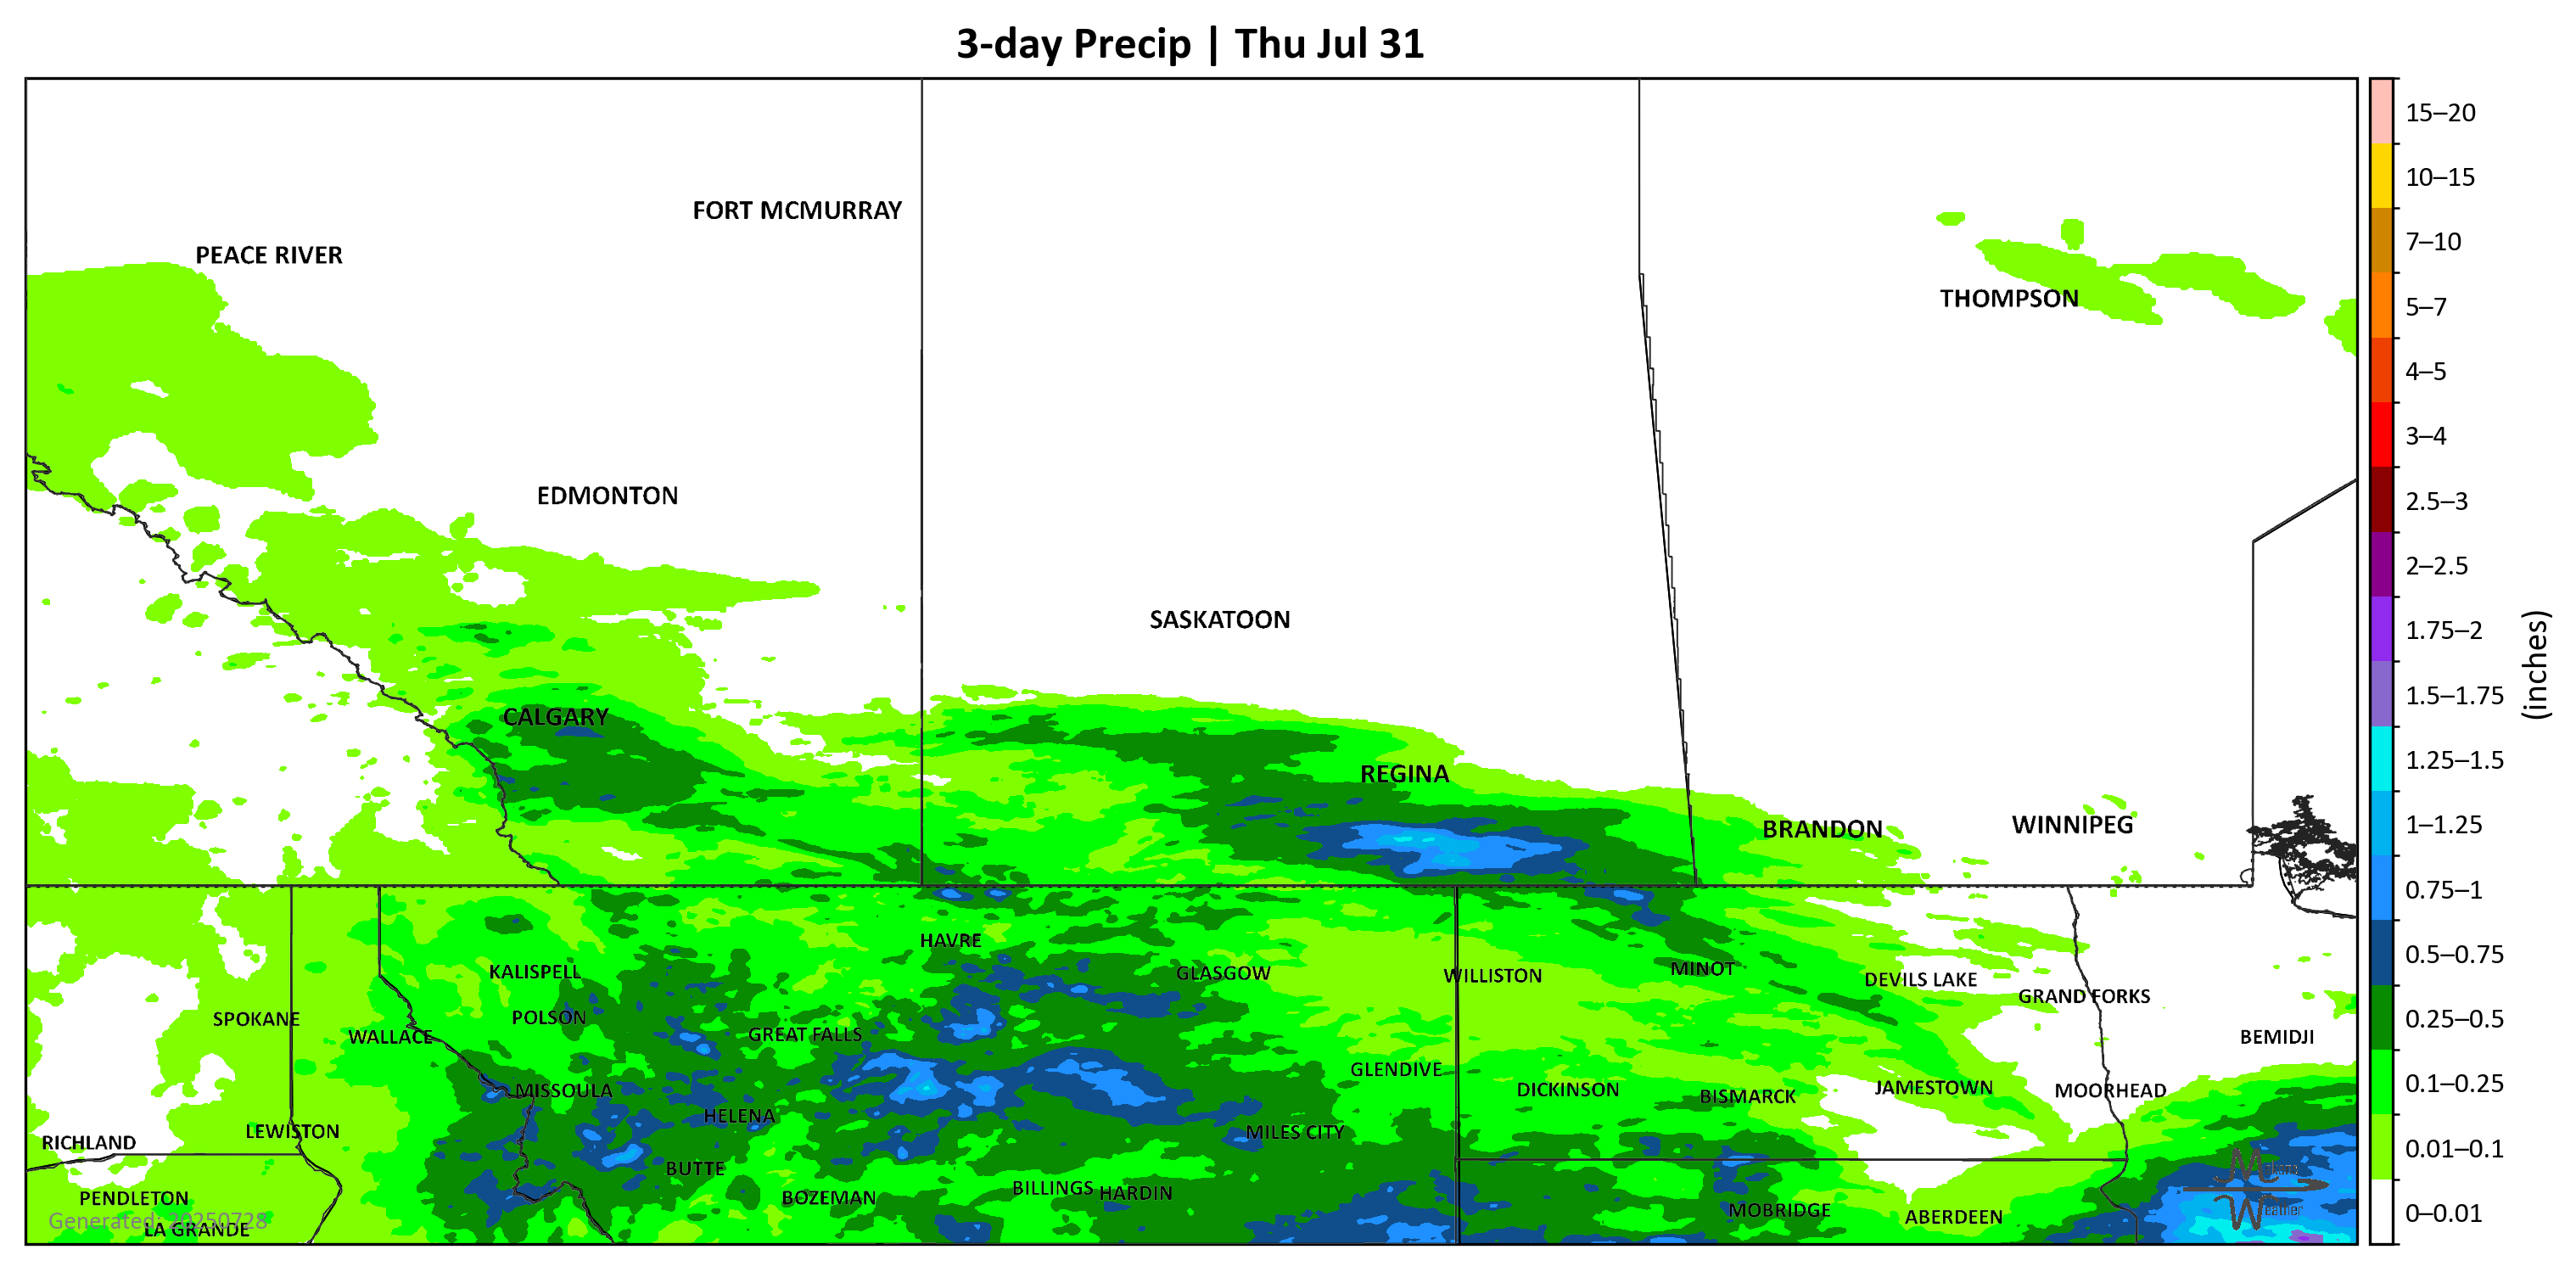 3-day Precip | Thu Jul 31
15–20
10–15
FORT MCMURRAY
7–10
PEACE RIVER
THOMPSON
5–7
4–5
3–4
EDMONTON
2.5–3
2–2.5
SASKATOON
1.75–2
(inches)
1.5–1.75
CALGARY
1.25–1.5
REGINA
BRANDON
WINNIPEG
1–1.25
0.75–1
HAVRE
0.5–0.75
KALISPELL
GLASGOW
WILLISTON
MINOT
DEVILS LAKE
GRAND FORKS
SPOKANE
POLSON
0.25–0.5
WALLACE
GREAT FALLS
BEMIDJI
GLENDIVE
0.1–0.25
MISSOULA
DICKINSON
BISMARCK
JAMESTOWN
MOORHEAD
HELENA
LEWISTON
MILES CITY
RICHLAND
0.01–0.1
BUTTE
PENDLETON
BOZEMAN
BILLINGS
HARDIN
MOBRIDGE
ABERDEEN
0–0.01
Generated: 20250728
LA GRANDE
Weather